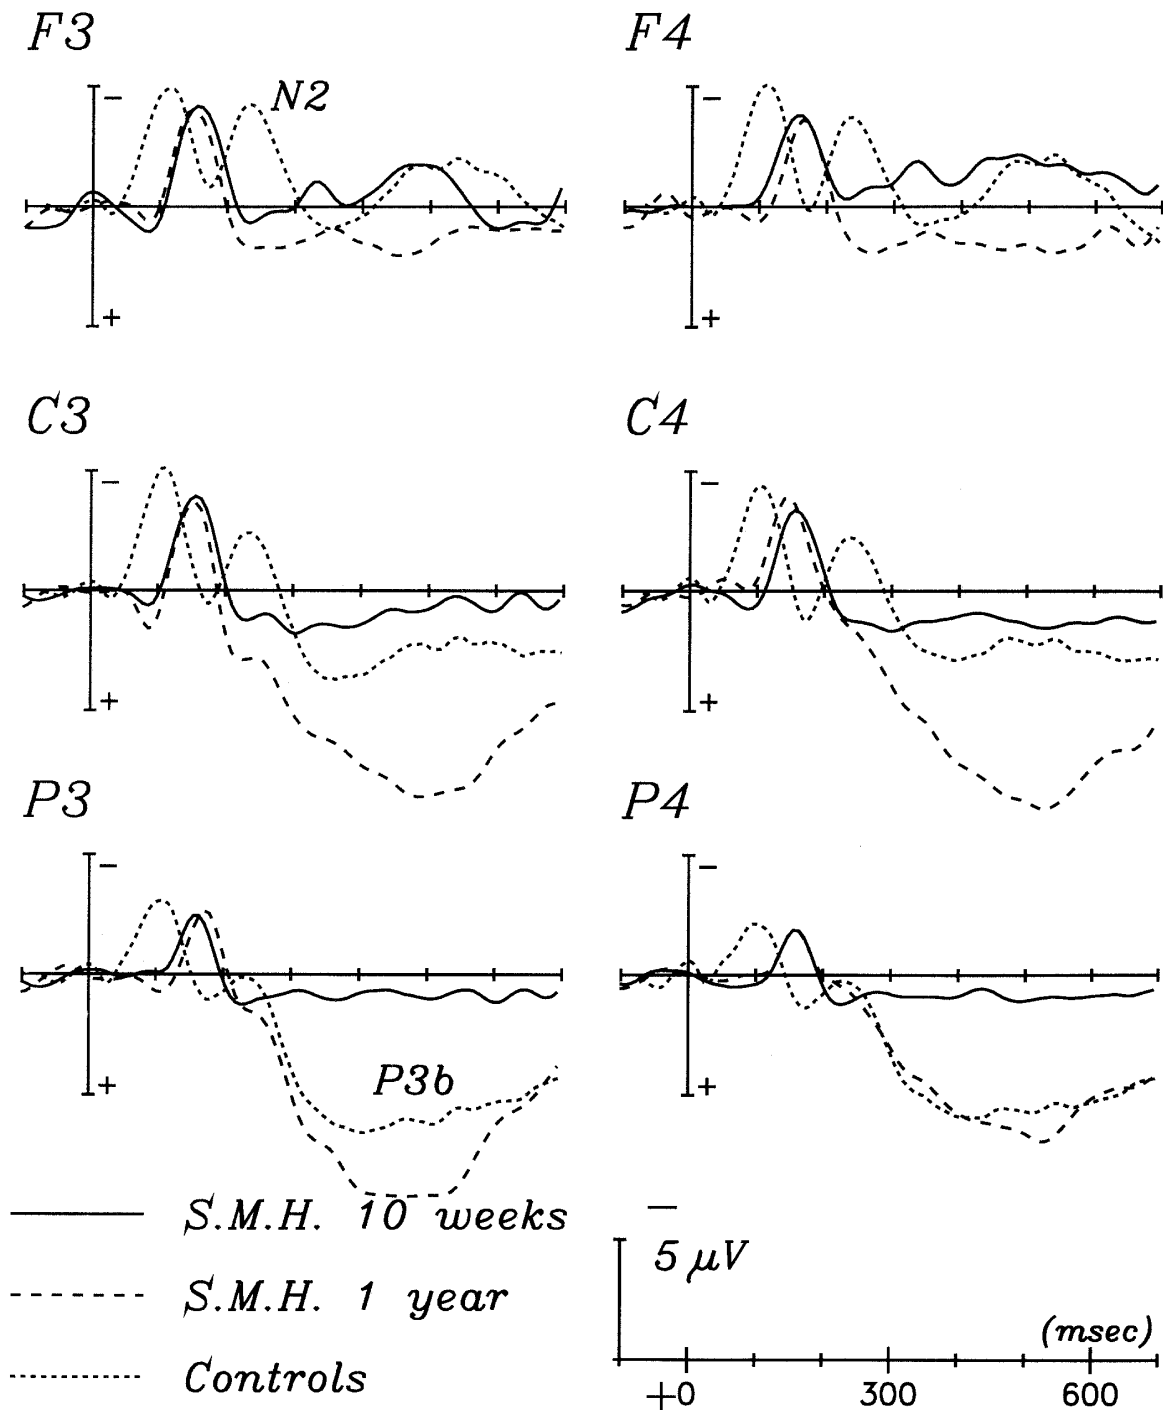 F3 F4
− N2 −
+ +
C3 C4
− −
+ +
P3 P4
− −
+ P3b +
S.M.H. 10 weeks −
5 μV
S.M.H. 1 year
(msec)
Controls
+0 300 600